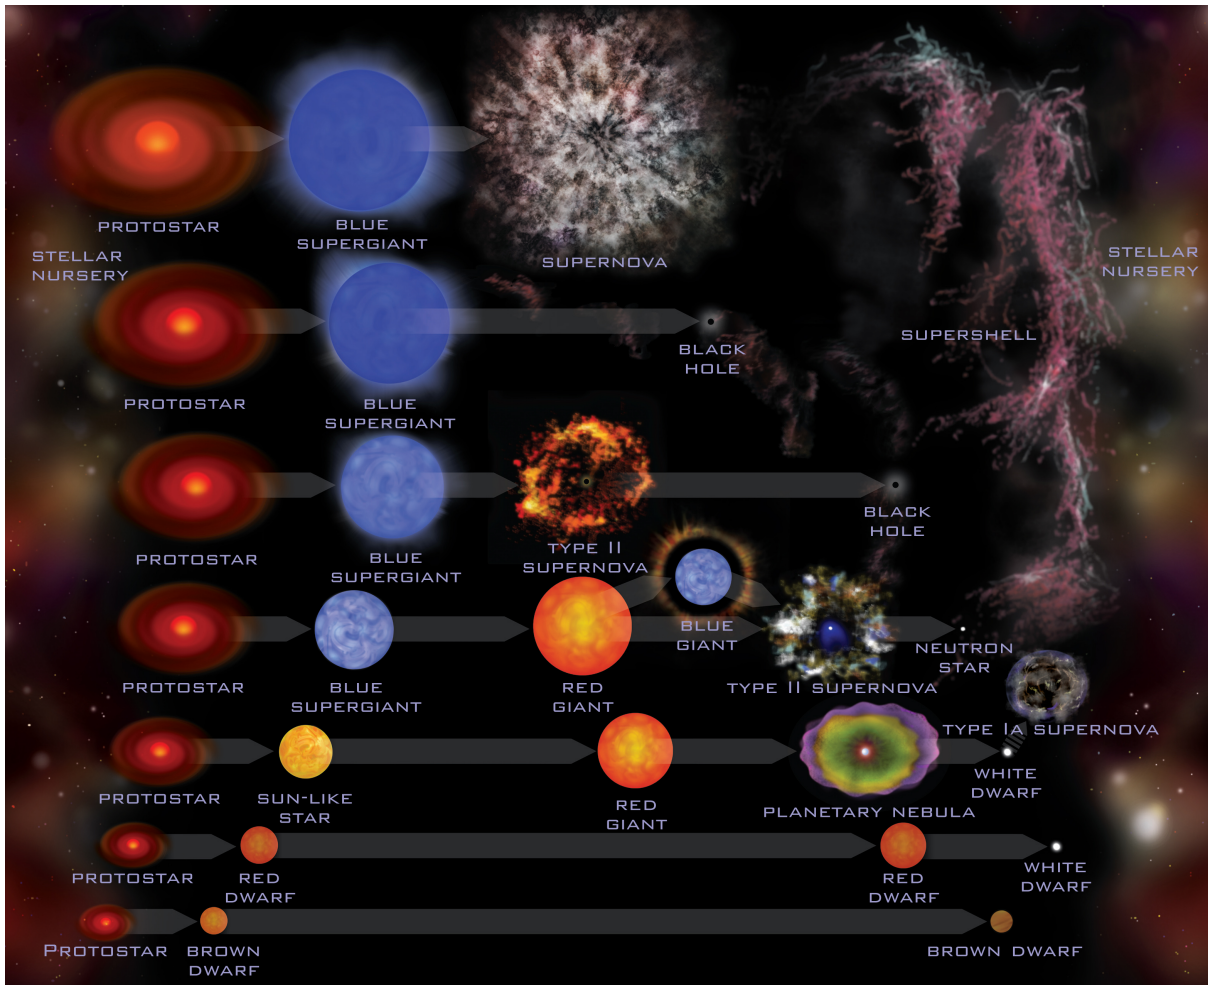 PROTOSTAR
BLUE
SUPERGIANT
SUPERNOVA
STELLAR
NURSERY
STELLAR
NURSERY
PROTOSTAR
BLUE
SUPERGIANT
BLACK
HOLE
SUPERSHELL
PROTOSTAR
BLUE
SUPERGIANT
TYPE II
SUPERNOVA
BLACK
HOLE
PROTOSTAR
BLUE
SUPERGIANT
RED
GIANT
BLUE
GIANT
TYPE II SUPERNOVA
NEUTRON
STAR
TYPE IA SUPERNOVA
PROTOSTAR
SUN-LIKE
STAR
RED
GIANT
PLANETARY NEBULA
WHITE
DWARF
PROTOSTAR
RED
DWARF
RED
DWARF
WHITE
DWARF
PROTOSTAR
BROWN
DWARF
BROWN DWARF